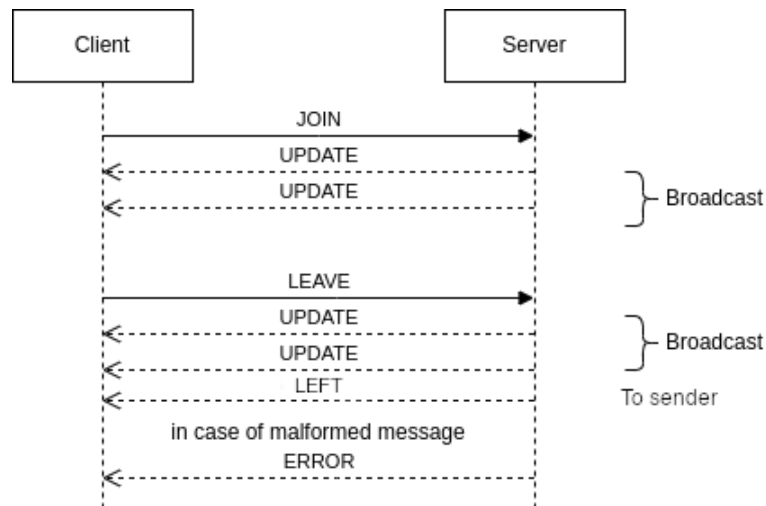 Client
Server
JOIN
UPDATE
UPDATE
Broadcast
LEAVE
UPDATE
Broadcast
UPDATE
LEFT
To sender
in case of malformed message
ERROR